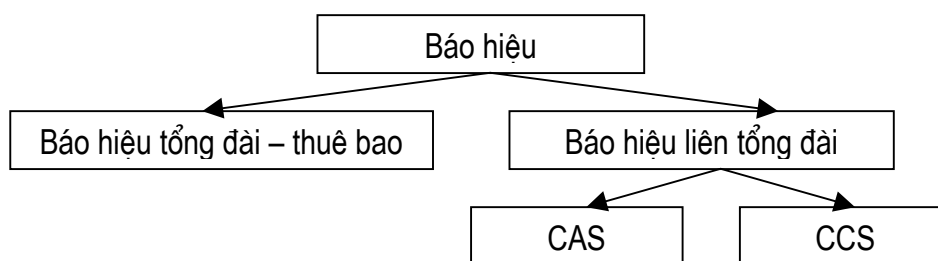 Báo hiệu
Báo hiệu tổng đài – thuê bao
Báo hiệu liên tổng đài
CAS
CCS